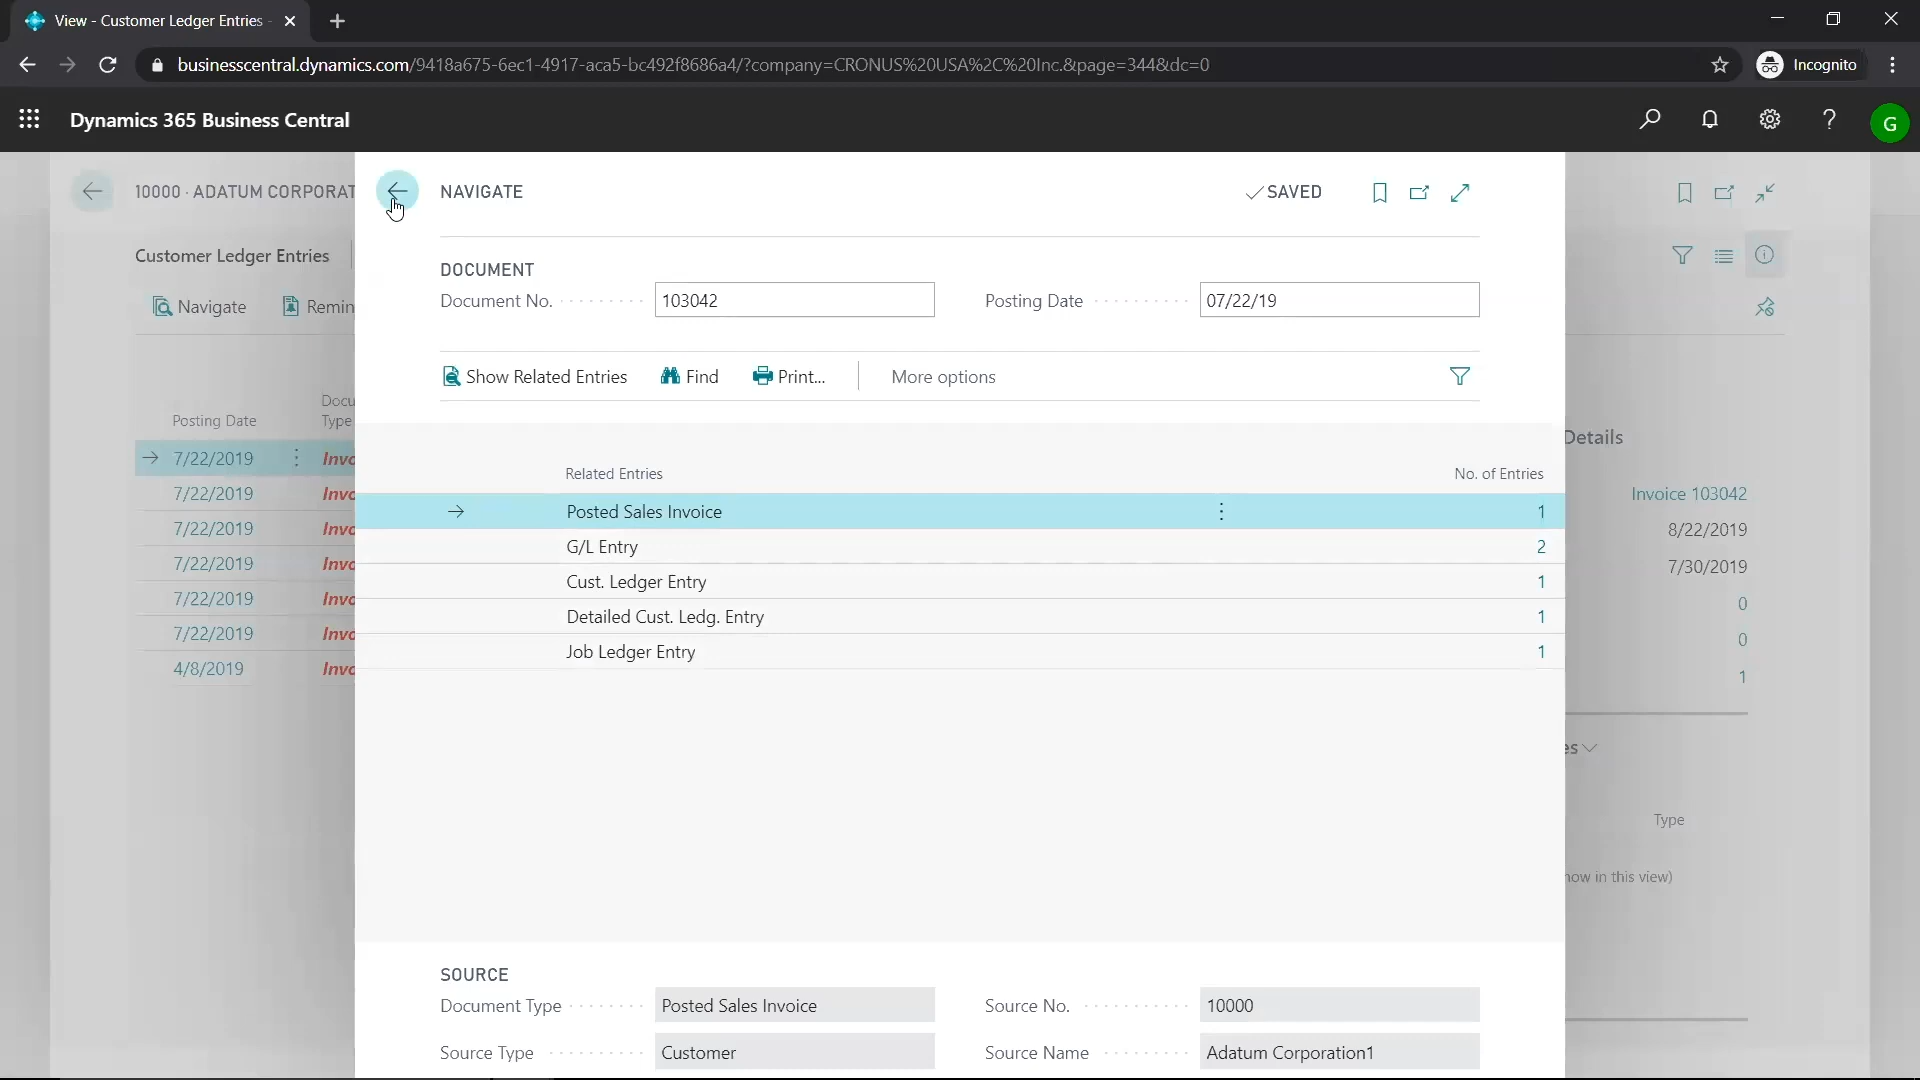 View - Customer Ledger Entries -
businesscentral.dynamics.com/9418a675-6ec1-4917-aca5-bc492f8686a4/?company=CRONUS%20USA%2C%20Inc.&page=344&dc=0
Incognito
Dynamics 365 Business Central
G
10000 · ADATUM CORPORAT
NAVIGATE
SAVED
Customer Ledger Entries
DOCUMENT
Document No.
103042
Posting Date
07/22/19
Navigate
Remin
Show Related Entries
Find
Print...
More options
Posting Date
Docu
Type
Details
Related Entries
No. of Entries
7/22/2019
Invo
7/22/2019
Invo
7/22/2019
Invo
7/22/2019
Invo
7/22/2019
Invo
7/22/2019
Invo
4/8/2019
Invo
Posted Sales Invoice
1
G/L Entry
2
Cust. Ledger Entry
1
Detailed Cust. Ledg. Entry
1
Job Ledger Entry
1
Invoice 103042
8/22/2019
7/30/2019
0
0
1
es
Type
now in this view)
SOURCE
Document Type
Posted Sales Invoice
Source No.
10000
Source Type
Customer
Source Name
Adatum Corporation1